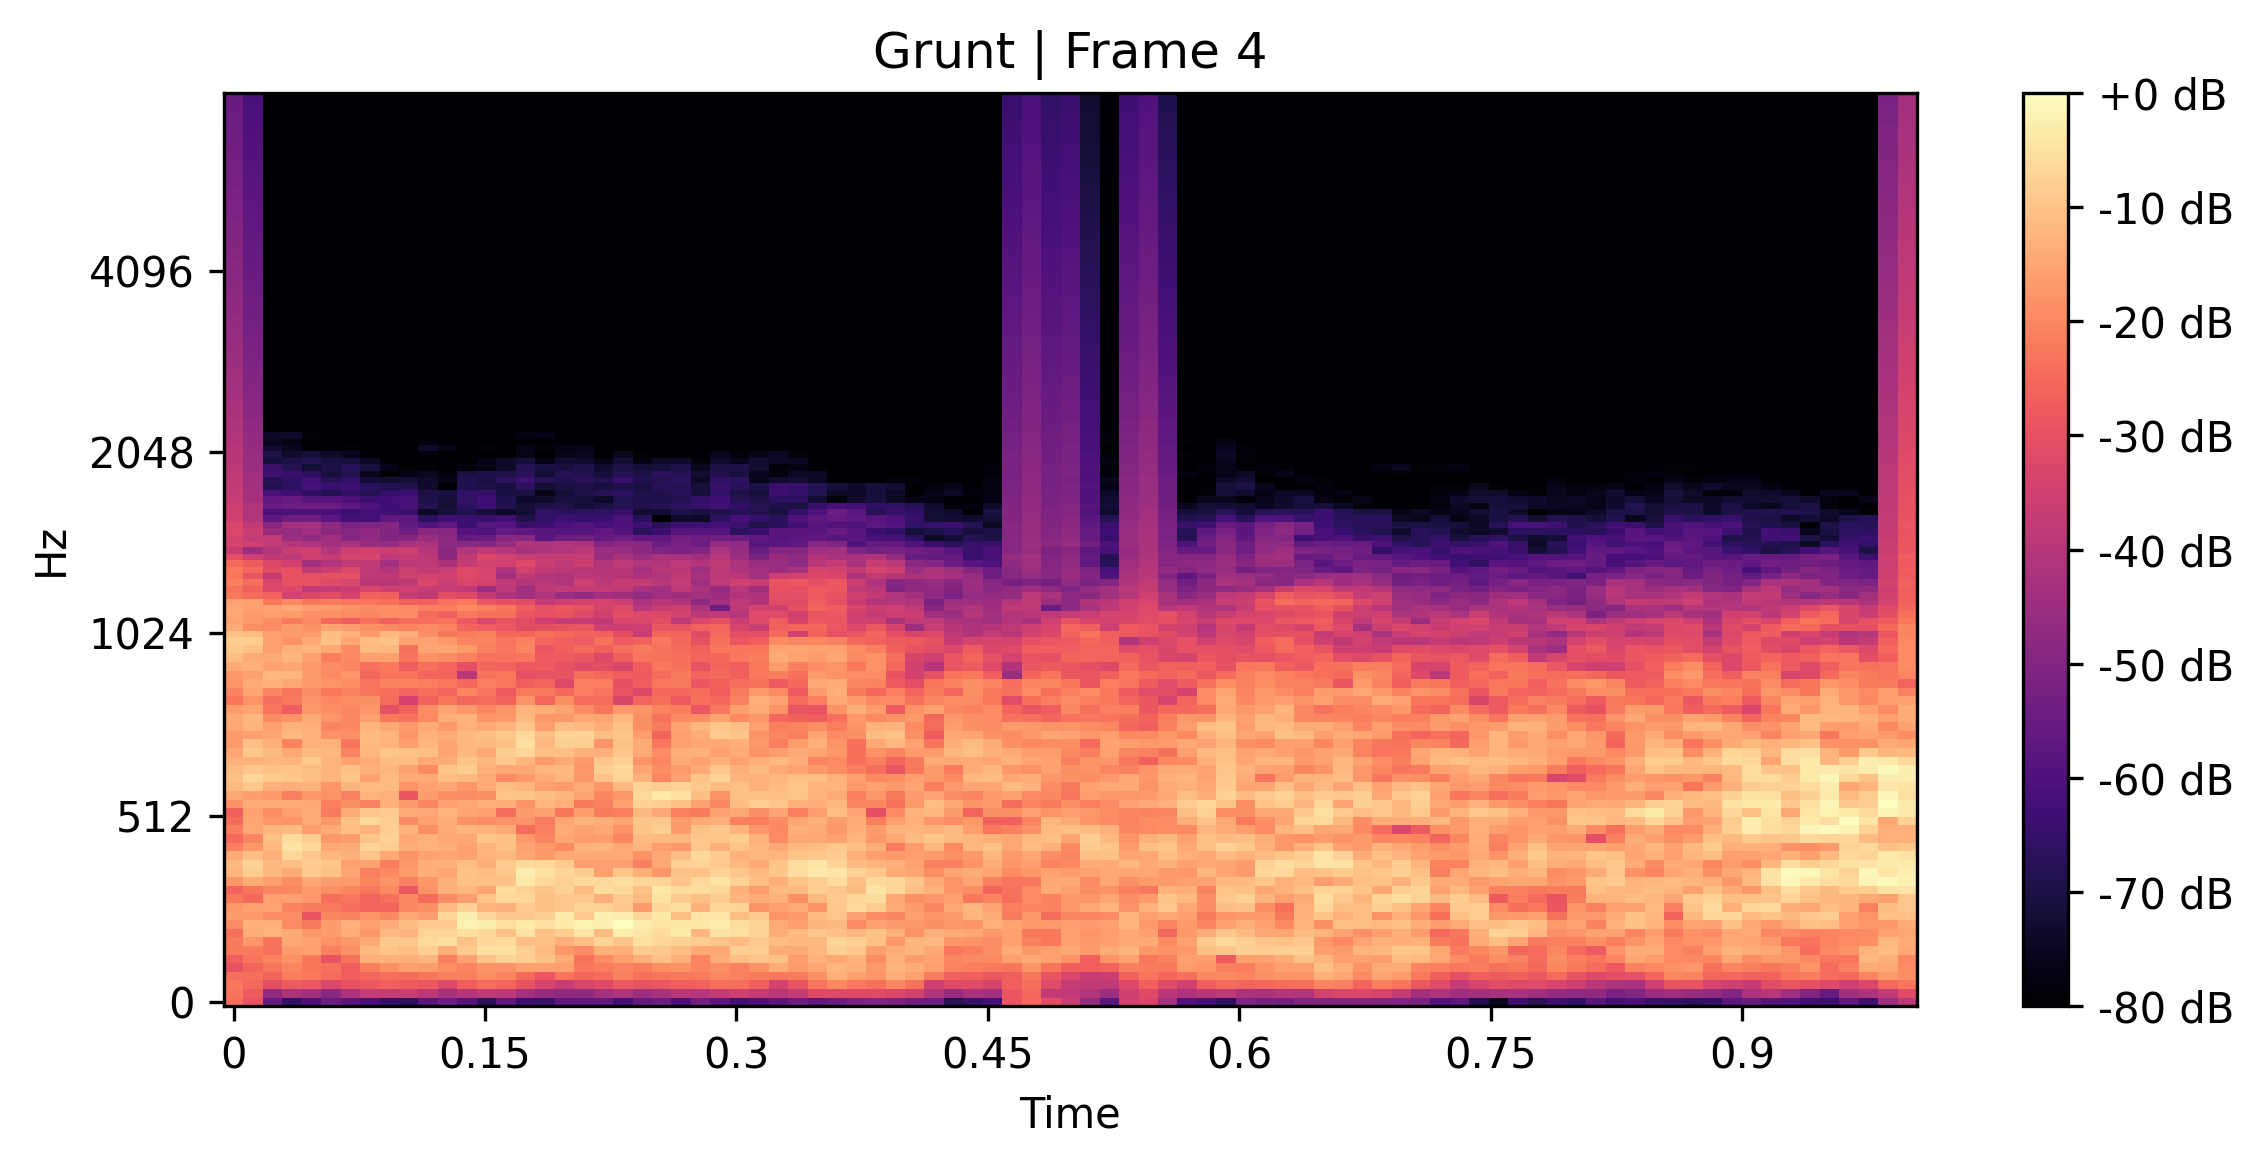 Grunt | Frame 4
Hz
4096
2048
1024
512
0
0 0.15 0.3 0.45 0.6 0.75 0.9
Time
+0 dB
-10 dB
-20 dB
-30 dB
-40 dB
-50 dB
-60 dB
-70 dB
-80 dB